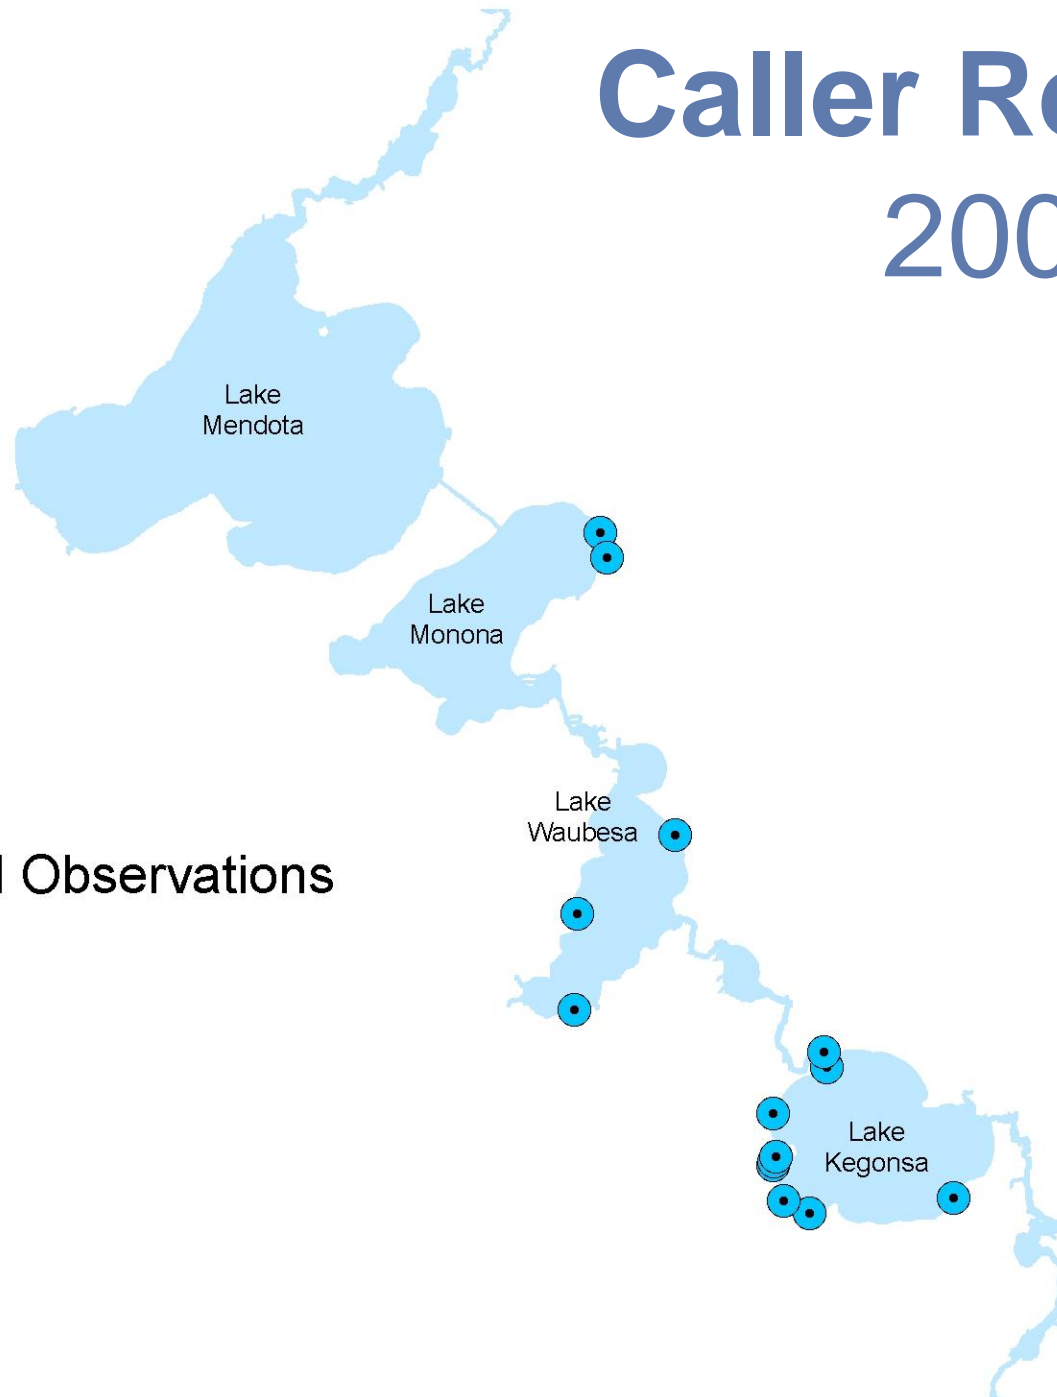 Caller Re
200
Lake
Mendota
Lake
Monona
Lake
Waubesa
l Observations
Lake
Kegonsa